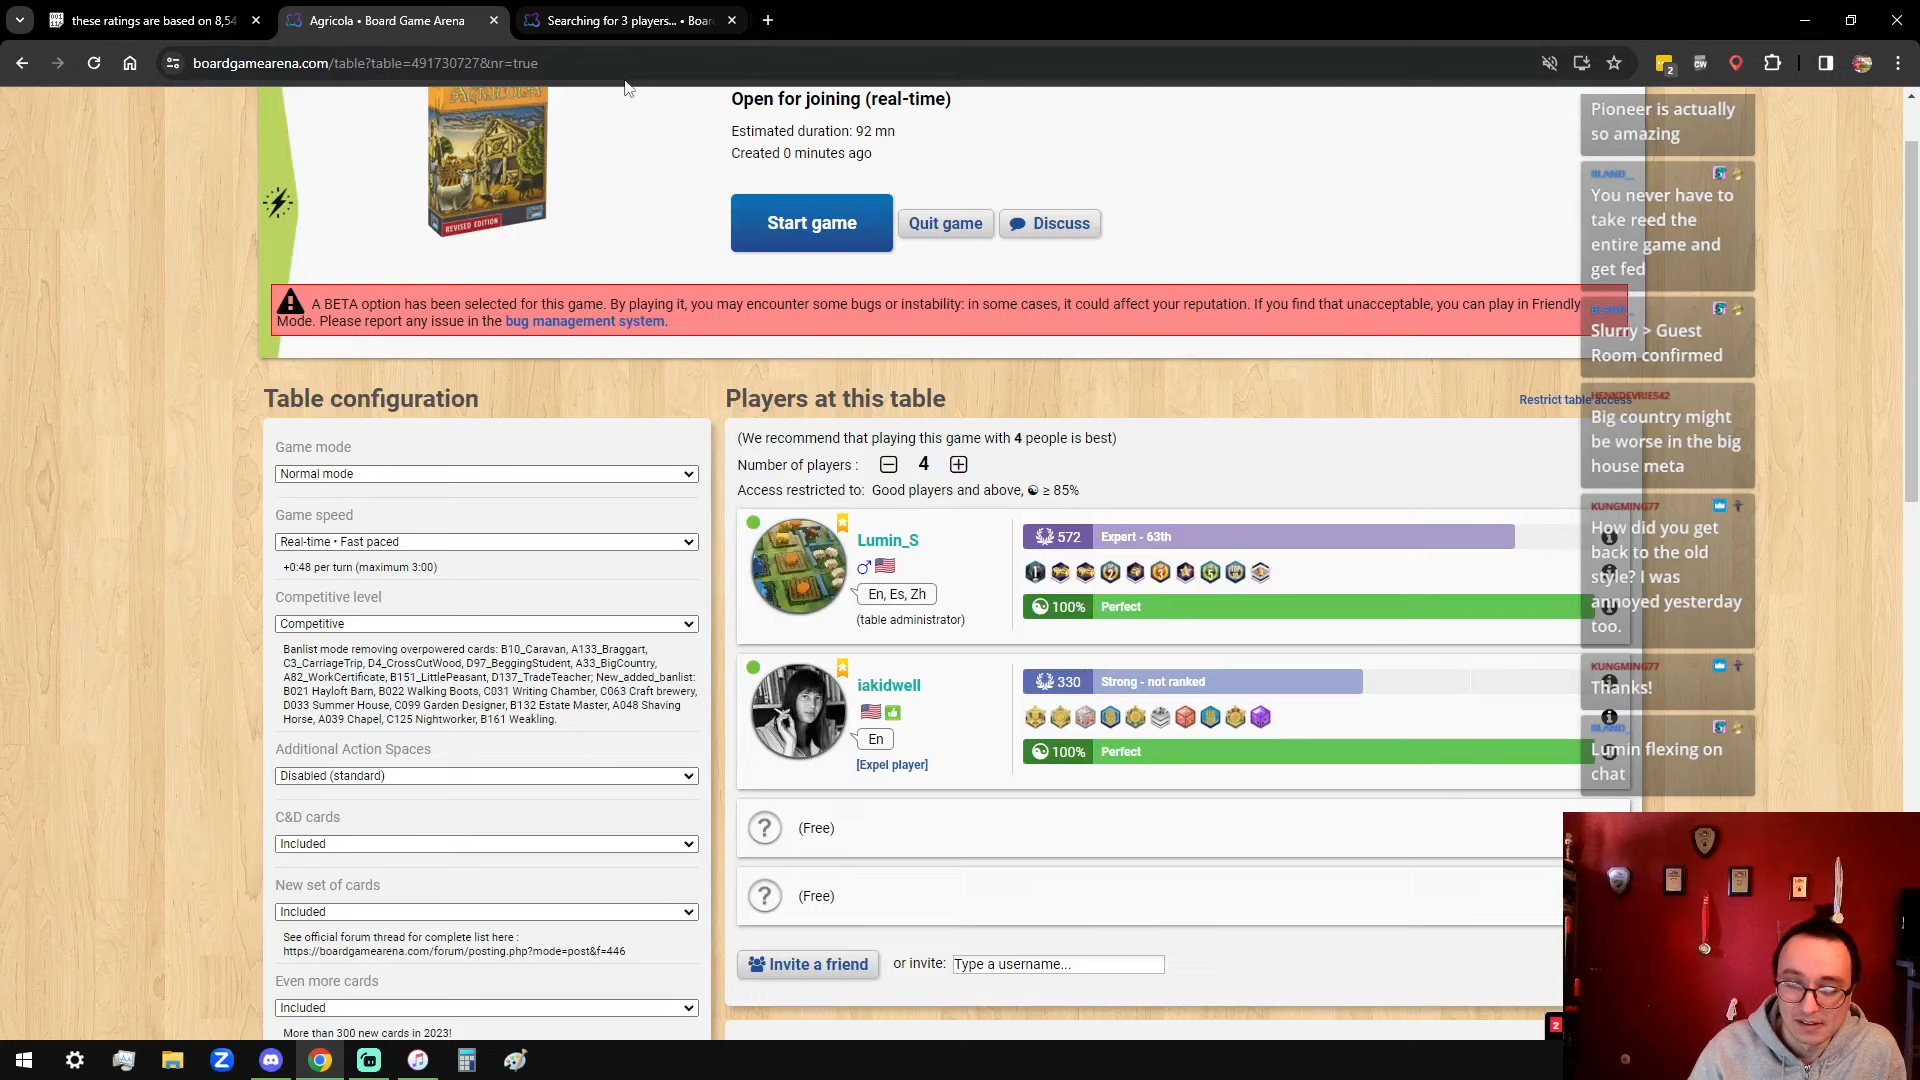 these ratings are based on 8,54
Agricola • Board Game Arena
Searching for 3 players... • Boar
boardgamearena.com/table?table=491730727&nr=true
2
AGRICOLA
REVISED EDITION
Open for joining (real-time)
Estimated duration: 92 mn
Created 0 minutes ago
Start game
Quit game
Discuss
A BETA option has been selected for this game. By playing it, you may encounter some bugs or instability: in some cases, it could affect your reputation. If you find that unacceptable, you can play in Friendly
Mode. Please report any issue in the bug management system.
Table configuration
Game mode
Normal mode
Game speed
Real-time • Fast paced
+0:48 per turn (maximum 3:00)
Competitive level
Competitive
Banlist mode removing overpowered cards: B10_Caravan, A133_Braggart,
C3_CarriageTrip, D4_CrossCutWood, D97_BeggingStudent, A33_BigCountry,
A82_WorkCertificate, B151_LittlePeasant, D137_TradeTeacher; New_added_banlist:
B021 Hayloft Barn, B022 Walking Boots, C031 Writing Chamber, C063 Craft brewery,
D033 Summer House, C099 Garden Designer, B132 Estate Master, A048 Shaving
Horse, A039 Chapel, C125 Nightworker, B161 Weakling.
Additional Action Spaces
Disabled (standard)
C&D cards
Included
New set of cards
Included
See official forum thread for complete list here :
https://boardgamearena.com/forum/posting.php?mode=post&f=446
Even more cards
Included
More than 300 new cards in 2023!
Players at this table
Restrict table access
(We recommend that playing this game with 4 people is best)
Number of players : 4
Access restricted to: Good players and above, ≥ 85%
Lumin_S
En, Es, Zh
(table administrator)
572 Expert - 63th
100% Perfect
iakidwell
En
[Expel player]
330 Strong - not ranked
100% Perfect
? (Free)
? (Free)
Invite a friend
or invite: Type a username...
Pioneer is actually
so amazing
BLAND__
You never have to
take reed the
entire game and
get fed
BLAND__
Slurry > Guest
Room confirmed
HENKDEVRIES42
Big country might
be worse in the big
house meta
KUNGMING77
How did you get
back to the old
style? I was
annoyed yesterday
too.
KUNGMING77
Thanks!
BLAND__
Lumin flexing on
chat
2